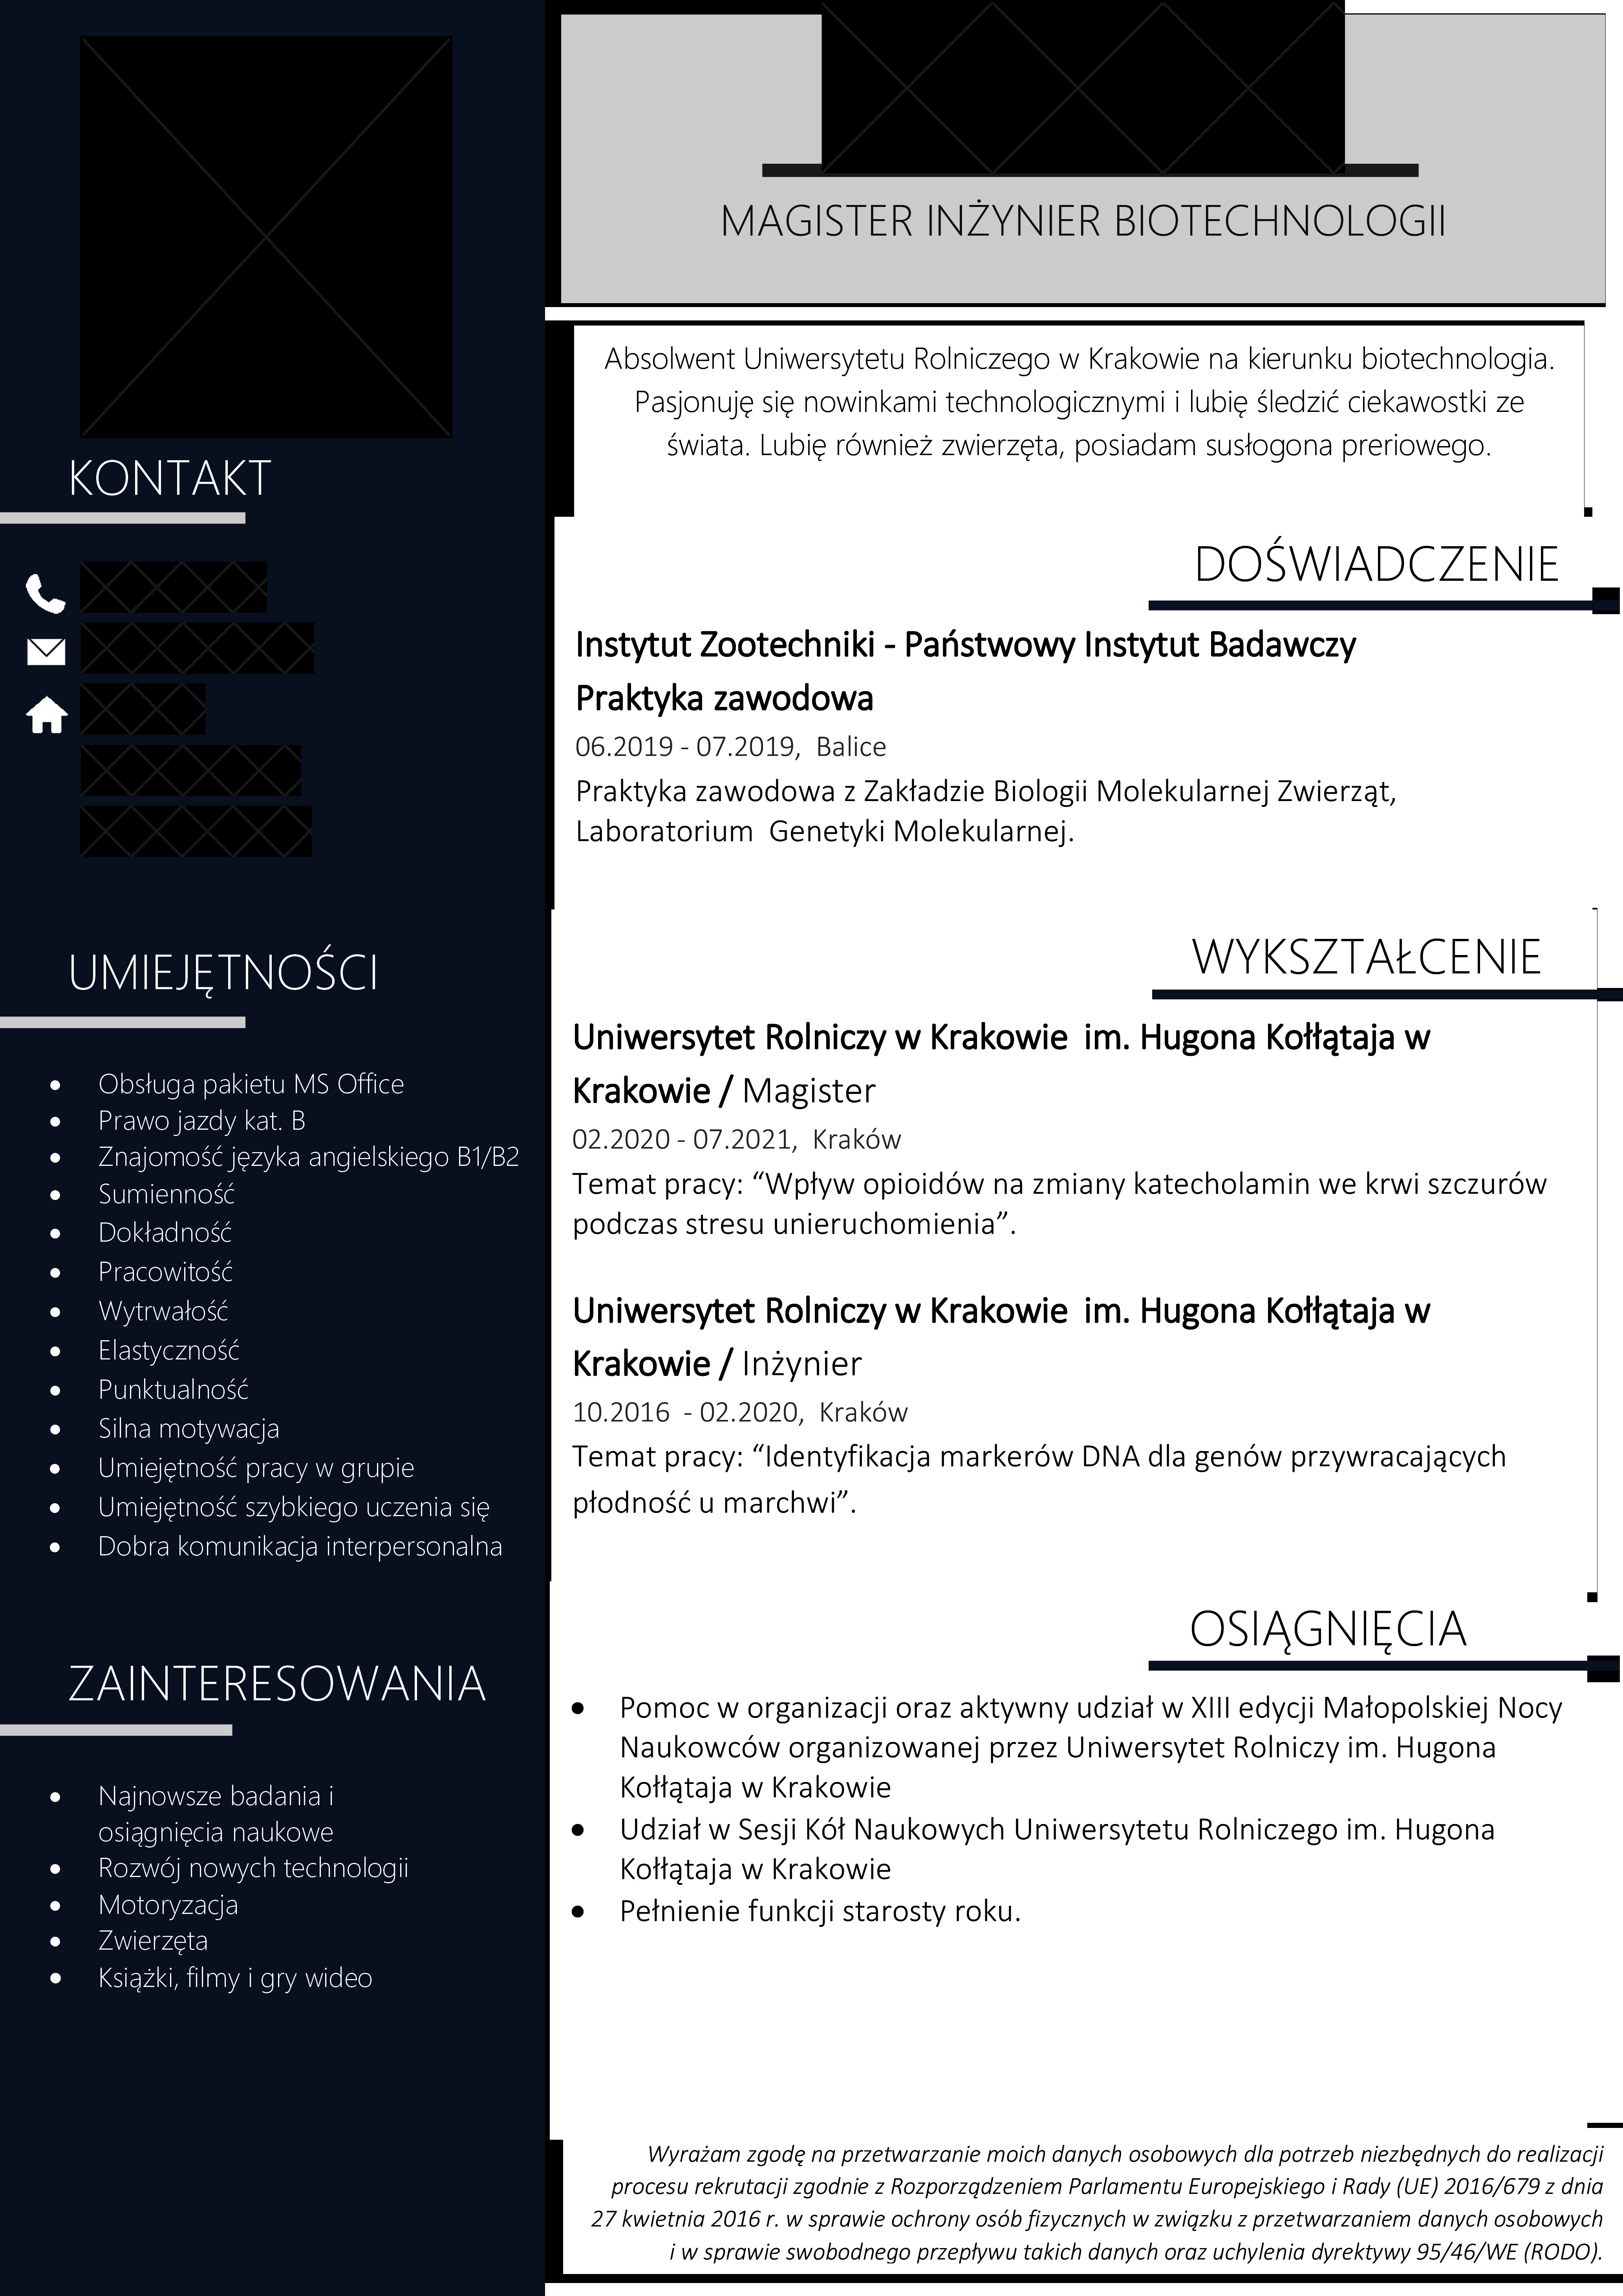 KONTAKT
UMIEJĘTNOŚCI
Obsługa pakietu MS Office
Prawo jazdy kat. B
Znajomość języka angielskiego B1/B2
Sumienność
Dokładność
Pracowitość
Wytrwałość
Elastyczność
Punktualność
Silna motywacja
Umiejętność pracy w grupie
Umiejętność szybkiego uczenia się
Dobra komunikacja interpersonalna
ZAINTERESOWANIA
Najnowsze badania i
osiągnięcia naukowe
Rozwój nowych technologii
Motoryzacja
Zwierzęta
Książki, filmy i gry wideo
MAGISTER INŻYNIER BIOTECHNOLOGII
Absolwent Uniwersytetu Rolniczego w Krakowie na kierunku biotechnologia.
Pasjonuję się nowinkami technologicznymi i lubię śledzić ciekawostki ze
świata. Lubię również zwierzęta, posiadam susłogona preriowego.
DOŚWIADCZENIE
Instytut Zootechniki - Państwowy Instytut Badawczy
Praktyka zawodowa
06.2019 - 07.2019, Balice
Praktyka zawodowa z Zakładzie Biologii Molekularnej Zwierząt,
Laboratorium Genetyki Molekularnej.
WYKSZTAŁCENIE
Uniwersytet Rolniczy w Krakowie im. Hugona Kołłątaja w
Krakowie / Magister
02.2020 - 07.2021, Kraków
Temat pracy: “Wpływ opioidów na zmiany katecholamin we krwi szczurów
podczas stresu unieruchomienia”.
Uniwersytet Rolniczy w Krakowie im. Hugona Kołłątaja w
Krakowie / Inżynier
10.2016 - 02.2020, Kraków
Temat pracy: “Identyfikacja markerów DNA dla genów przywracających
płodność u marchwi”.
OSIĄGNIĘCIA
Pomoc w organizacji oraz aktywny udział w XIII edycji Małopolskiej Nocy
Naukowców organizowanej przez Uniwersytet Rolniczy im. Hugona
Kołłątaja w Krakowie
Udział w Sesji Kół Naukowych Uniwersytetu Rolniczego im. Hugona
Kołłątaja w Krakowie
Pełnienie funkcji starosty roku.
Wyrażam zgodę na przetwarzanie moich danych osobowych dla potrzeb niezbędnych do realizacji
procesu rekrutacji zgodnie z Rozporządzeniem Parlamentu Europejskiego i Rady (UE) 2016/679 z dnia
27 kwietnia 2016 r. w sprawie ochrony osób fizycznych w związku z przetwarzaniem danych osobowych
i w sprawie swobodnego przepływu takich danych oraz uchylenia dyrektywy 95/46/WE (RODO).